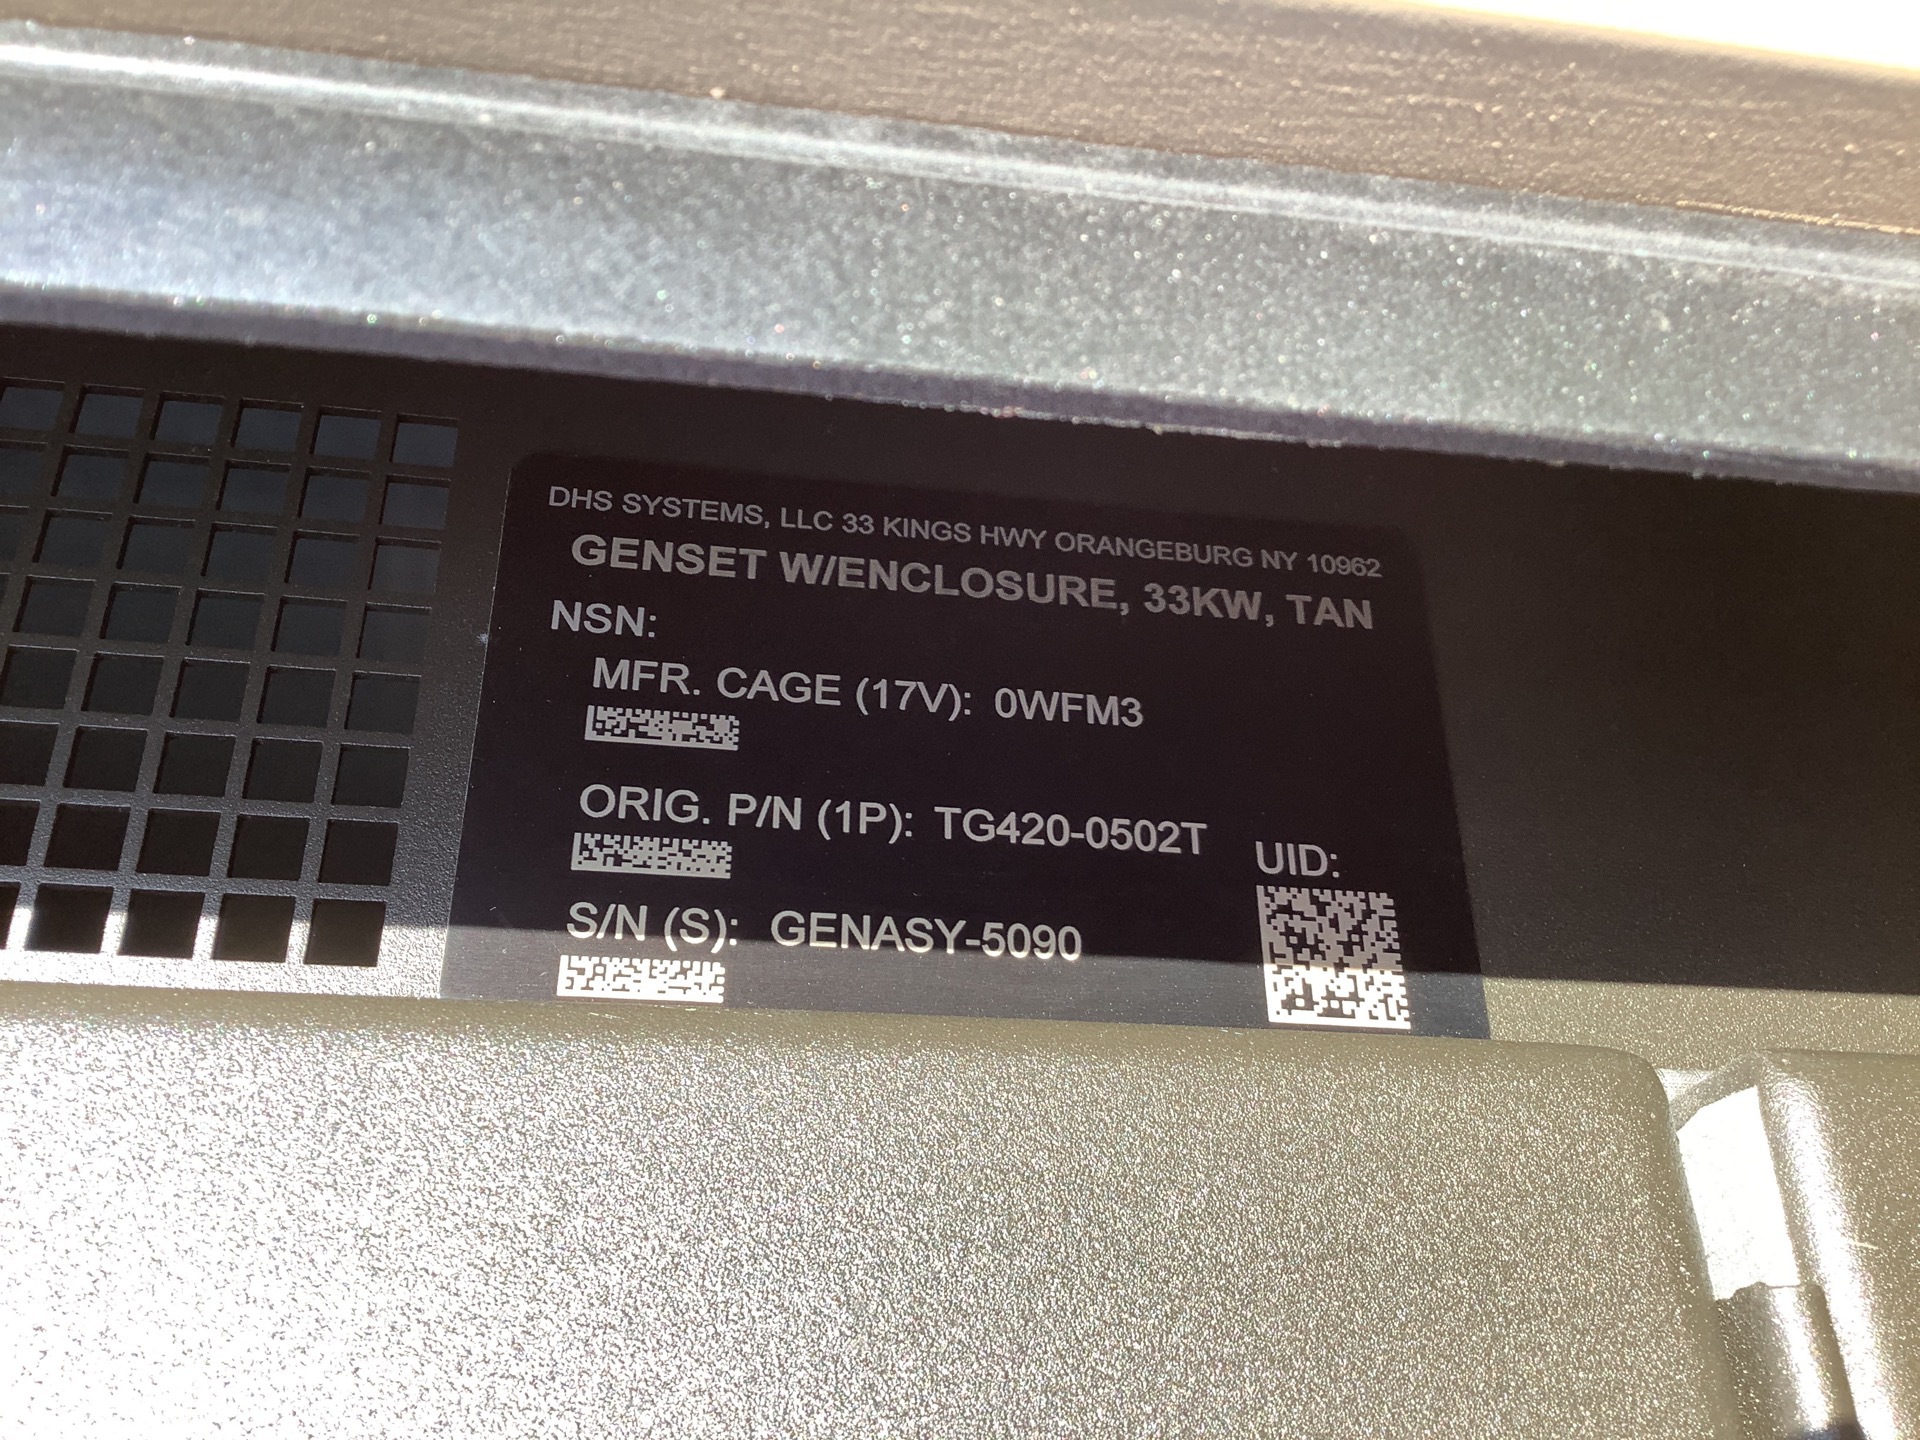 DHS SYSTEMS, LLC 33 KINGS HWY ORANGEBURG NY 10962
GENSET W/ENCLOSURE, 33KW, TAN
NSN:
MFR. CAGE (17V): 0WFM3
ORIG. P/N (1P): TG420-0502T
UID:
S/N (S): GENASY-5090